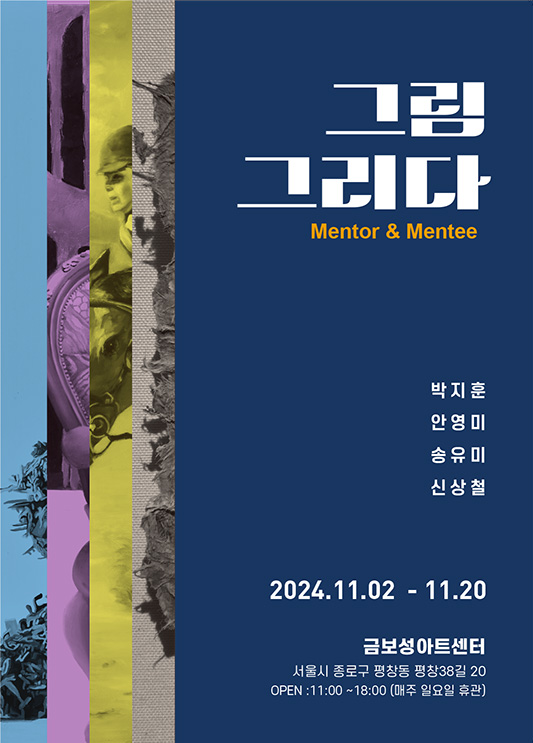 그림
그리다
Mentor & Mentee
박지훈
안영미
송유미
신상철
2024.11.02 - 11.20
금보성아트센터
서울시 종로구 평창동 평창38길 20
OPEN :11:00 ~18:00 (매주 일요일 휴관)